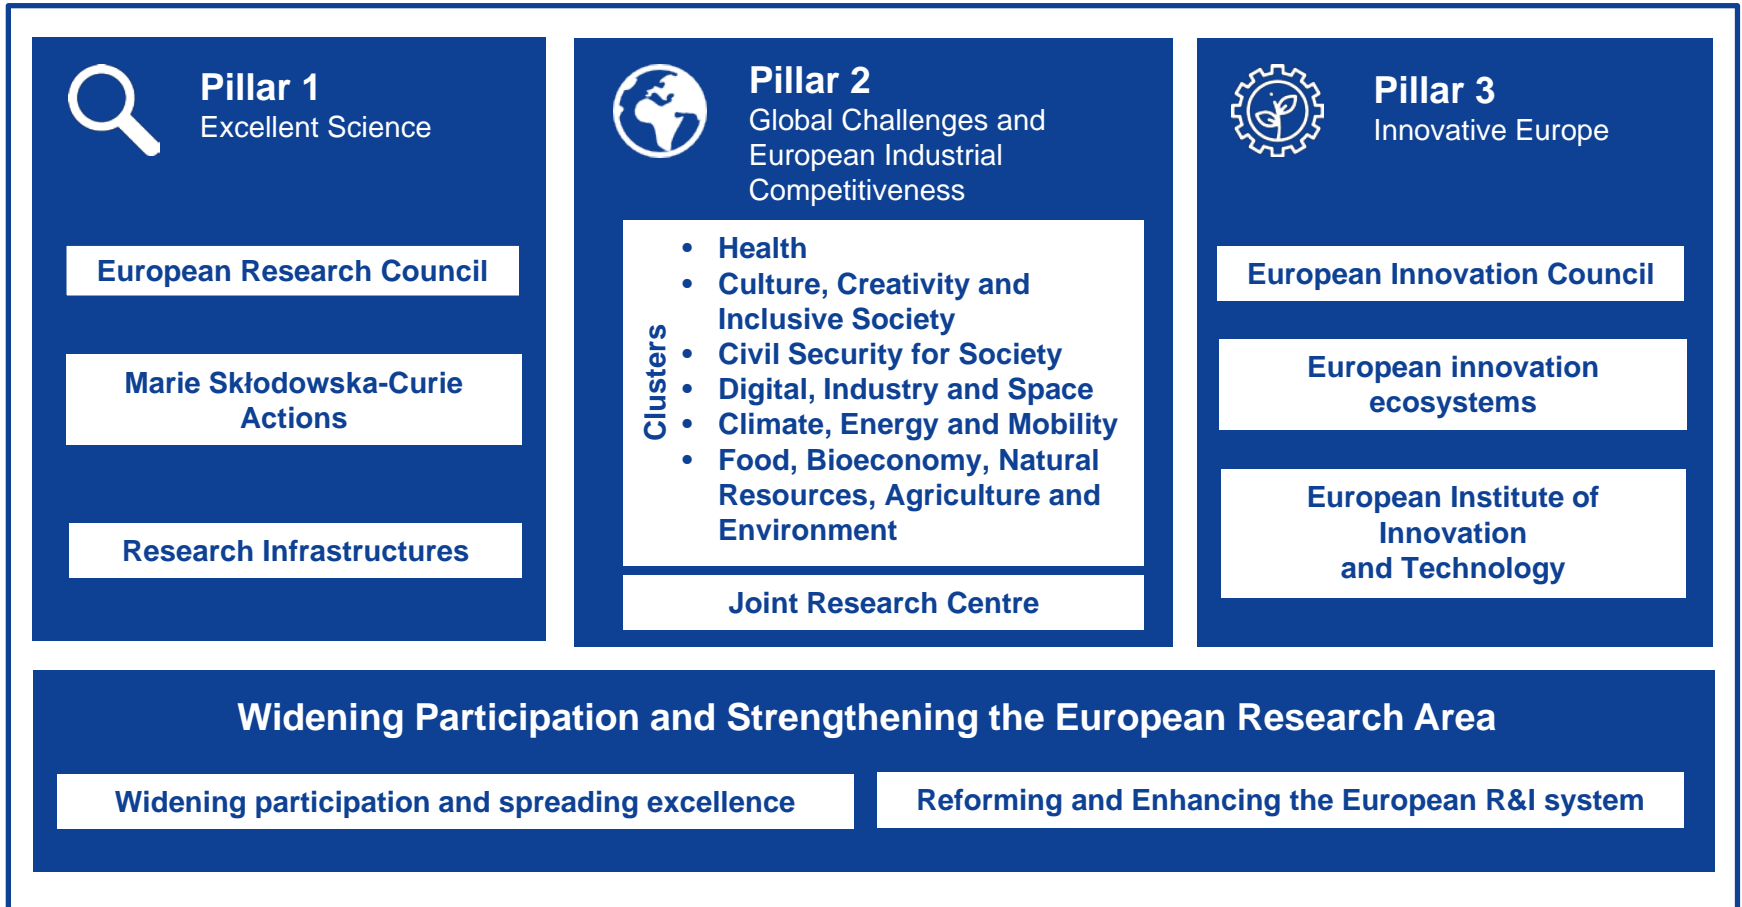 Pillar 1
Excellent Science
European Research Council
Marie Skłodowska-Curie
Actions
Research Infrastructures
Pillar 2
Global Challenges and
European Industrial
Competitiveness
Clusters
• Health
• Culture, Creativity and
Inclusive Society
• Civil Security for Society
• Digital, Industry and Space
• Climate, Energy and Mobility
• Food, Bioeconomy, Natural
Resources, Agriculture and
Environment
Joint Research Centre
Pillar 3
Innovative Europe
European Innovation Council
European innovation
ecosystems
European Institute of
Innovation
and Technology
Widening Participation and Strengthening the European Research Area
Widening participation and spreading excellence
Reforming and Enhancing the European R&I system